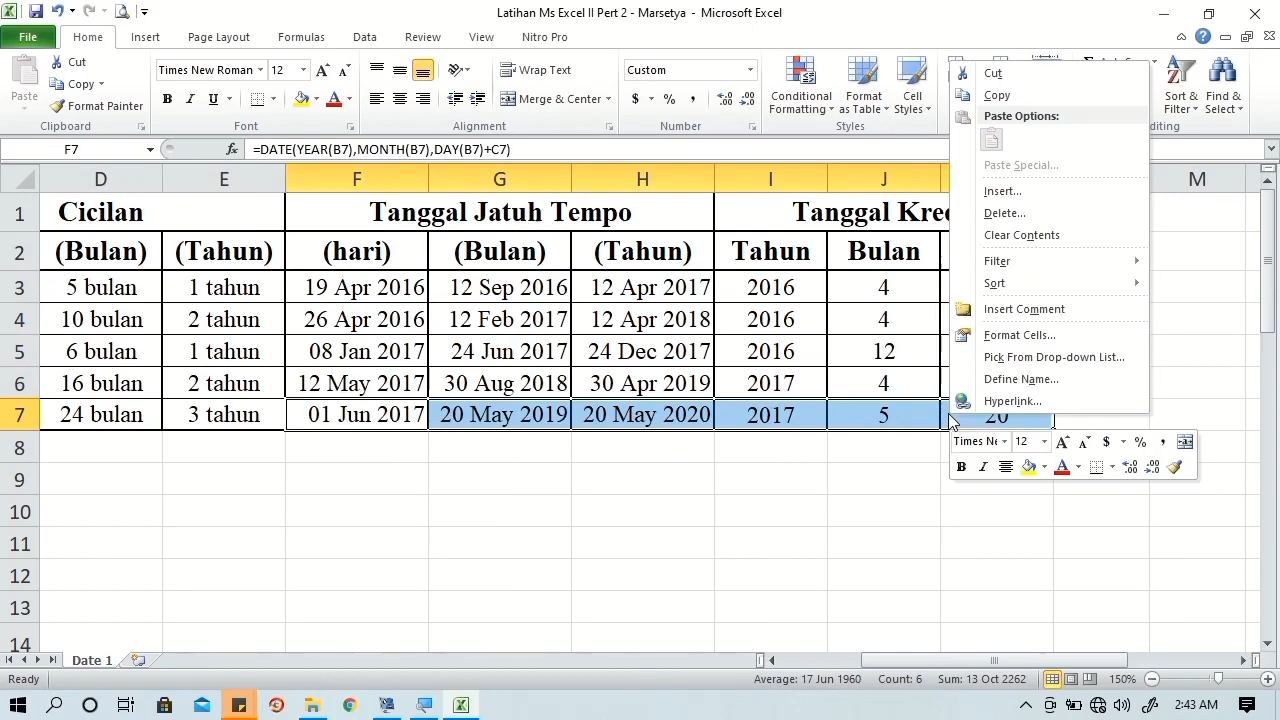 Latihan Ms Excel II Pert 2 - Marsetya - Microsoft Excel
File Home Insert Page Layout Formulas Data Review View Nitro Pro
Paste
Cut
Copy
Format Painter
Clipboard
Times New Roman 12
B I U
Font
Wrap Text
Merge & Center
Alignment
Custom
$ % ,
Number
Conditional Formatting
Format as Table
Cell Styles
Styles
Sort & Filter
Find & Select
F7 fx =DATE(YEAR(B7),MONTH(B7),DAY(B7)+C7)
D E F G H I J M
1 Cicilan Tanggal Jatuh Tempo
2 (Bulan) (Tahun) (hari) (Bulan) (Tahun) Tahun Bulan
3 5 bulan 1 tahun 19 Apr 2016 12 Sep 2016 12 Apr 2017 2016 4
4 10 bulan 2 tahun 26 Apr 2016 12 Feb 2017 12 Apr 2018 2016 4
5 6 bulan 1 tahun 08 Jan 2017 24 Jun 2017 24 Dec 2017 2016 12
6 16 bulan 2 tahun 12 May 2017 30 Aug 2018 30 Apr 2019 2017 4
7 24 bulan 3 tahun 01 Jun 2017 20 May 2019 20 May 2020 2017 5 20
8
9
10
11
12
13
14
Cut
Copy
Paste Options:
Paste Special...
Insert...
Delete...
Clear Contents
Filter
Sort
Insert Comment
Format Cells...
Pick From Drop-down List...
Define Name...
Hyperlink...
12 A A $ % ,
B I A
Date 1
Ready Average: 17 Jun 1960 Count: 6 Sum: 13 Oct 2262 150%
2:43 AM